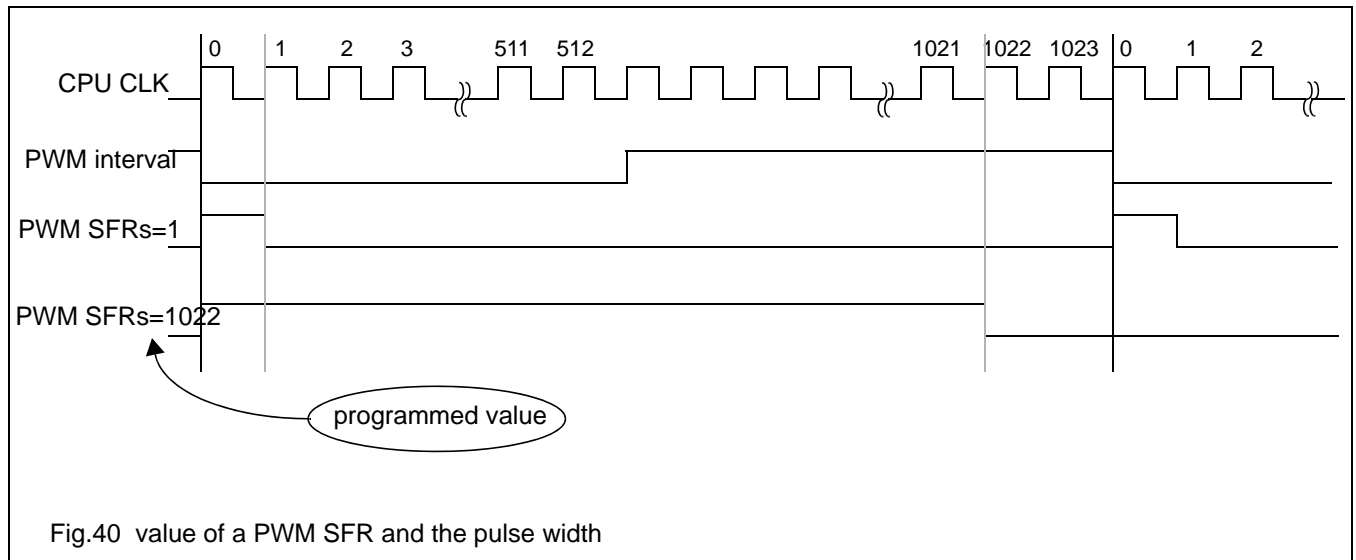 0 1 2 3 511 512 1021 1022 1023 0 1 2
CPU CLK
PWM interval
PWM SFRs=1
PWM SFRs=1022
programmed value
Fig.40 value of a PWM SFR and the pulse width